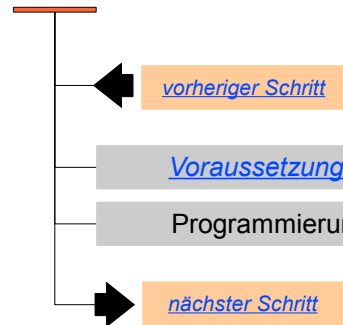 vorheriger Schritt
Voraussetzung
Programmierun
nächster Schritt